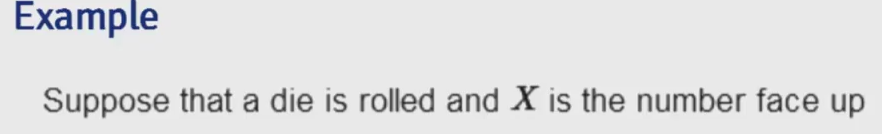 Example
Suppose that a die is rolled and X is the number face up